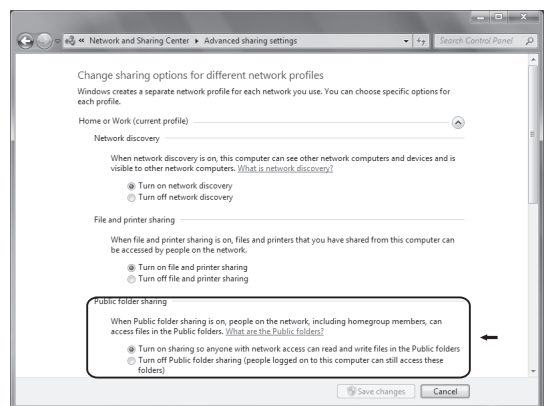 « Network and Sharing Center ▸ Advanced sharing settings
Search Control Panel
Change sharing options for different network profiles
Windows creates a separate network profile for each network you use. You can choose specific options for
each profile.
Home or Work (current profile)
Network discovery
When network discovery is on, this computer can see other network computers and devices and is
visible to other network computers. What is network discovery?
Turn on network discovery
Turn off network discovery
File and printer sharing
When file and printer sharing is on, files and printers that you have shared from this computer can
be accessed by people on the network.
Turn on file and printer sharing
Turn off file and printer sharing
Public folder sharing
When Public folder sharing is on, people on the network, including homegroup members, can
access files in the Public folders. What are the Public folders?
Turn on sharing so anyone with network access can read and write files in the Public folders
Turn off Public folder sharing (people logged on to this computer can still access these
folders)
Save changes
Cancel